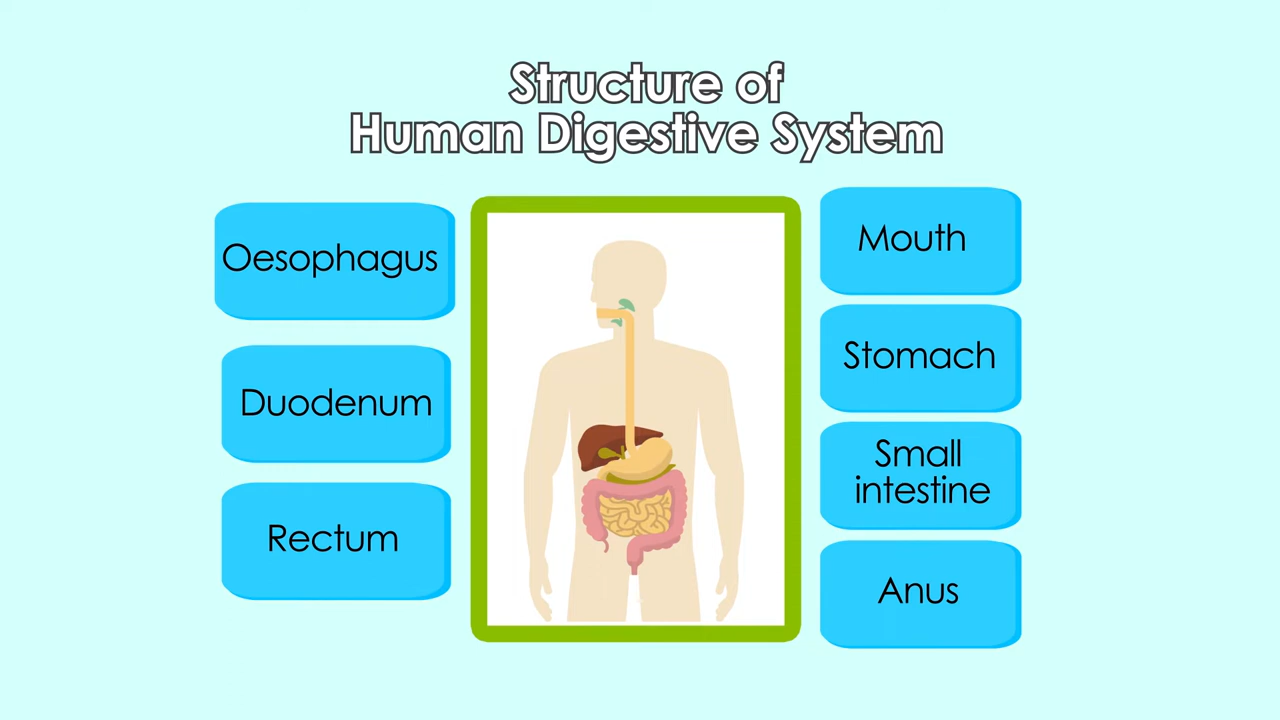 Structure of
Human Digestive System
Oesophagus
Duodenum
Rectum
Mouth
Stomach
Small
intestine
Anus